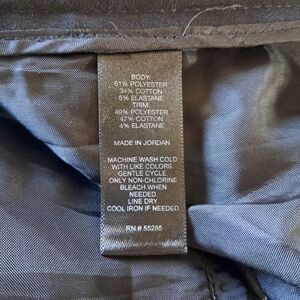 BODY:
61% POLYESTER
34% COTTON
5% ELASTANE
TRIM:
49% POLYESTER
47% COTTON
4% ELASTANE
MADE IN JORDAN
MACHINE WASH COLD
WITH LIKE COLORS
GENTLE CYCLE.
ONLY NON-CHLORINE
BLEACH WHEN
NEEDED.
LINE DRY
COOL IRON IF NEEDED
RN # 55285